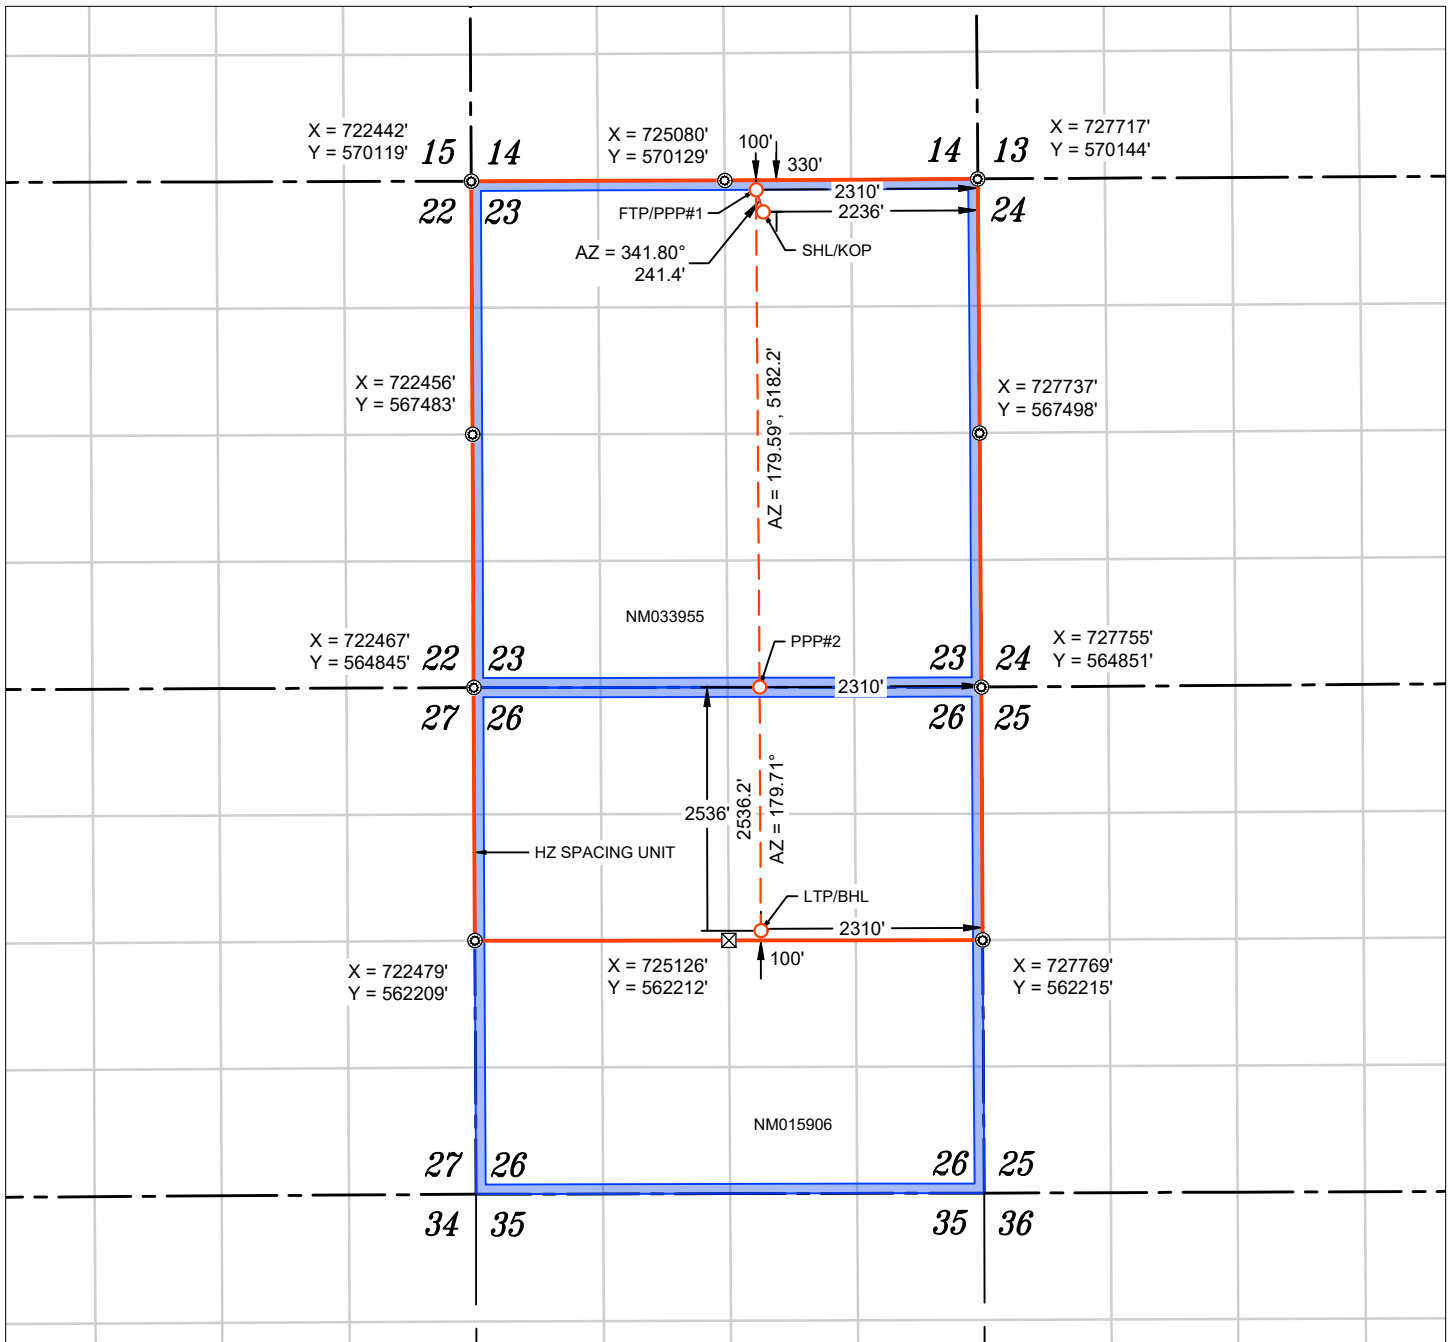 X = 722442'
Y = 570119'
X = 725080'
Y = 570129'
100'
330'
X = 727717'
Y = 570144'
15 14
14 13
22 23
24
2310'
FTP/PPP#1
2236'
AZ = 341.80°
241.4'
SHL/KOP
AZ = 179.59°, 5182.2'
X = 722456'
Y = 567483'
X = 727737'
Y = 567498'
NM033955
PPP#2
X = 722467'
Y = 564845'
22 23
23 24
X = 727755'
Y = 564851'
2310'
27 26
26 25
2536'
2536.2'
AZ = 179.71°
HZ SPACING UNIT
LTP/BHL
2310'
100'
X = 722479'
Y = 562209'
X = 725126'
Y = 562212'
X = 727769'
Y = 562215'
NM015906
27 26
26 25
34 35
35 36